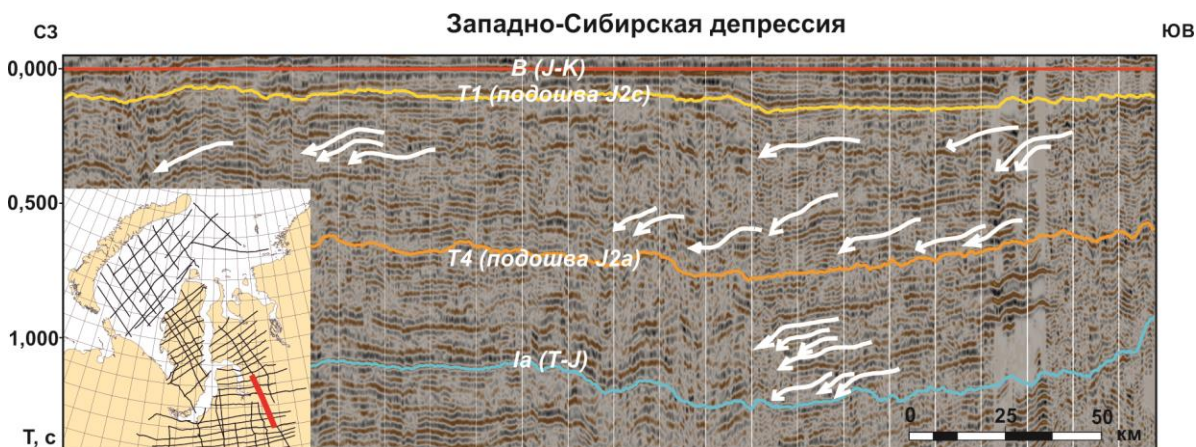 Западно-Сибирская депрессия
СЗ
ЮВ
0,000
B (J-K)
T1 (подошва J2c)
0,500
T4 (подошва J2a)
1,000
Ia (T-J)
0 25 50
км
T, c